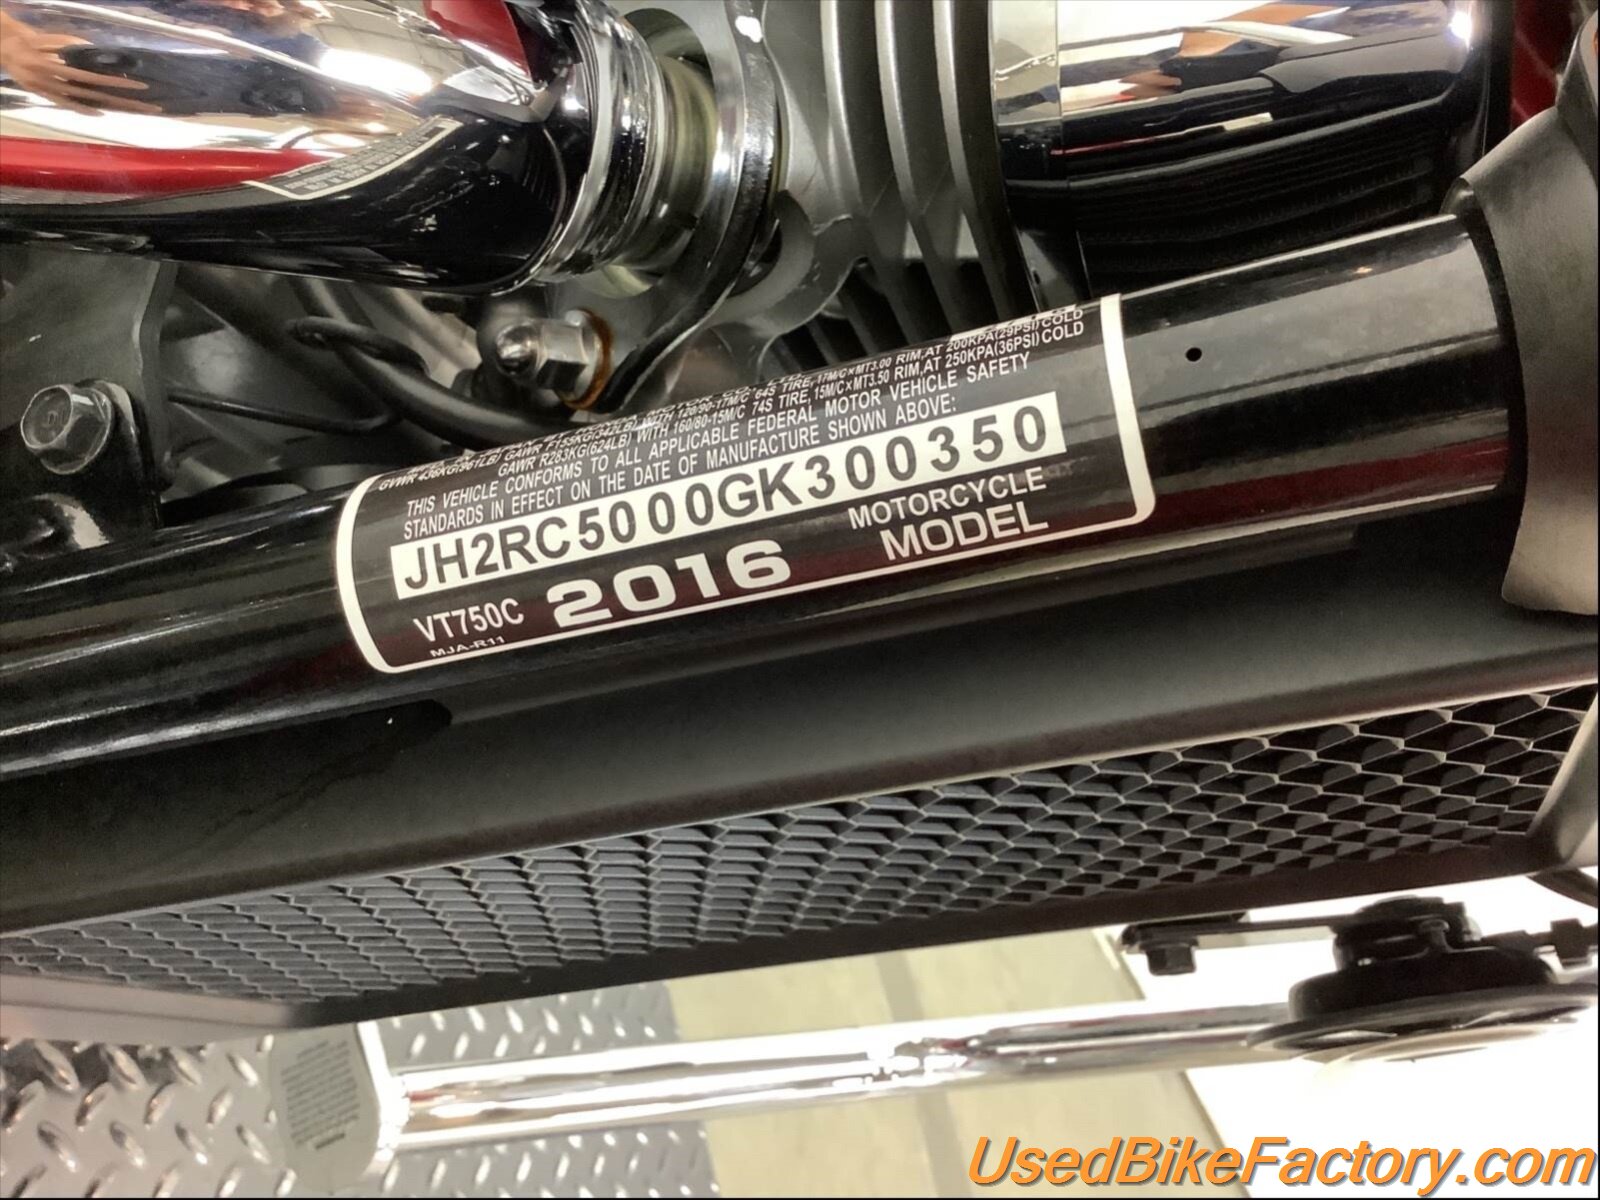 GVWR 436KG(961LB) GAWR F155KG(342LB) WITH 120/90-17M/C 64S TIRE, 17M/C×MT3.00 RIM, AT 200KPA(29PSI) COLD
GAWR R283KG(624LB) WITH 160/80-15M/C 74S TIRE, 15M/C×MT3.50 RIM, AT 250KPA(36PSI) COLD
THIS VEHICLE CONFORMS TO ALL APPLICABLE FEDERAL MOTOR VEHICLE SAFETY
STANDARDS IN EFFECT ON THE DATE OF MANUFACTURE SHOWN ABOVE:
JH2RC5000GK300350
MOTORCYCLE
VT750C 2016 MODEL
MJA-R11
UsedBikeFactory.com